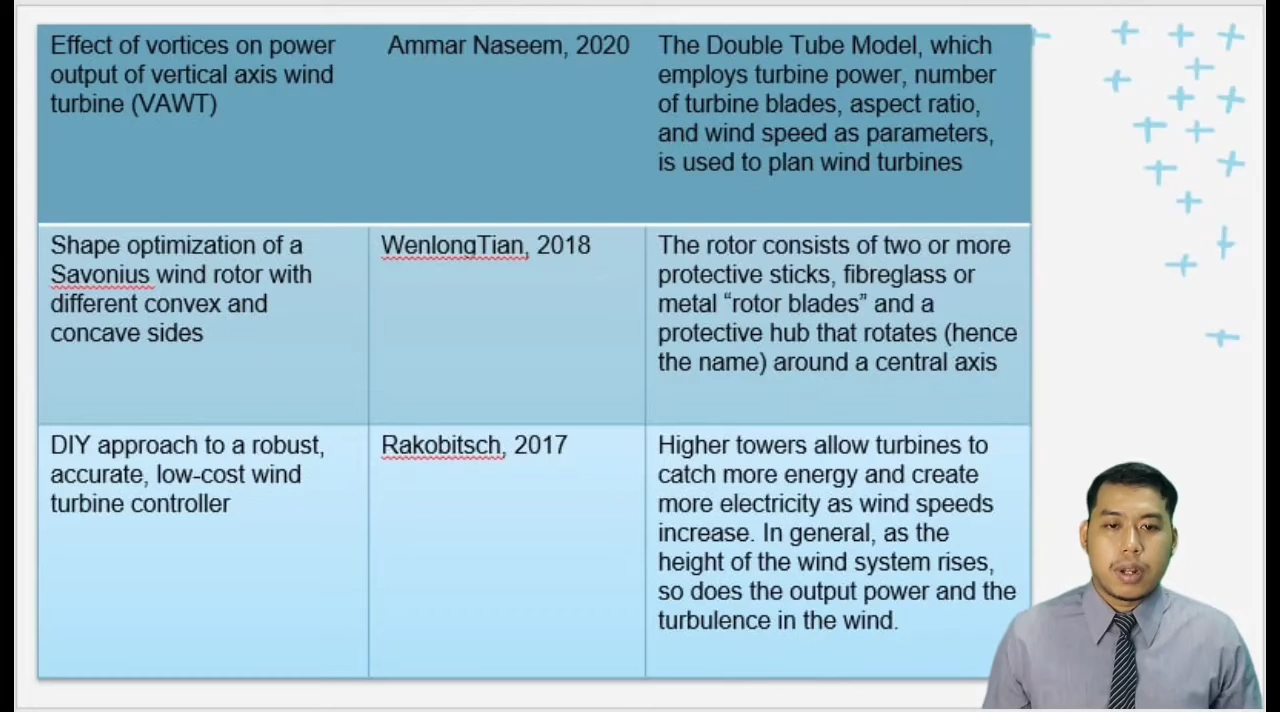 Effect of vortices on power
output of vertical axis wind
turbine (VAWT)
Ammar Naseem, 2020
The Double Tube Model, which
employs turbine power, number
of turbine blades, aspect ratio,
and wind speed as parameters,
is used to plan wind turbines
Shape optimization of a
Savonius wind rotor with
different convex and
concave sides
WenlongTian, 2018
The rotor consists of two or more
protective sticks, fibreglass or
metal “rotor blades” and a
protective hub that rotates (hence
the name) around a central axis
DIY approach to a robust,
accurate, low-cost wind
turbine controller
Rakobitsch, 2017
Higher towers allow turbines to
catch more energy and create
more electricity as wind speeds
increase. In general, as the
height of the wind system rises,
so does the output power and the
turbulence in the wind.